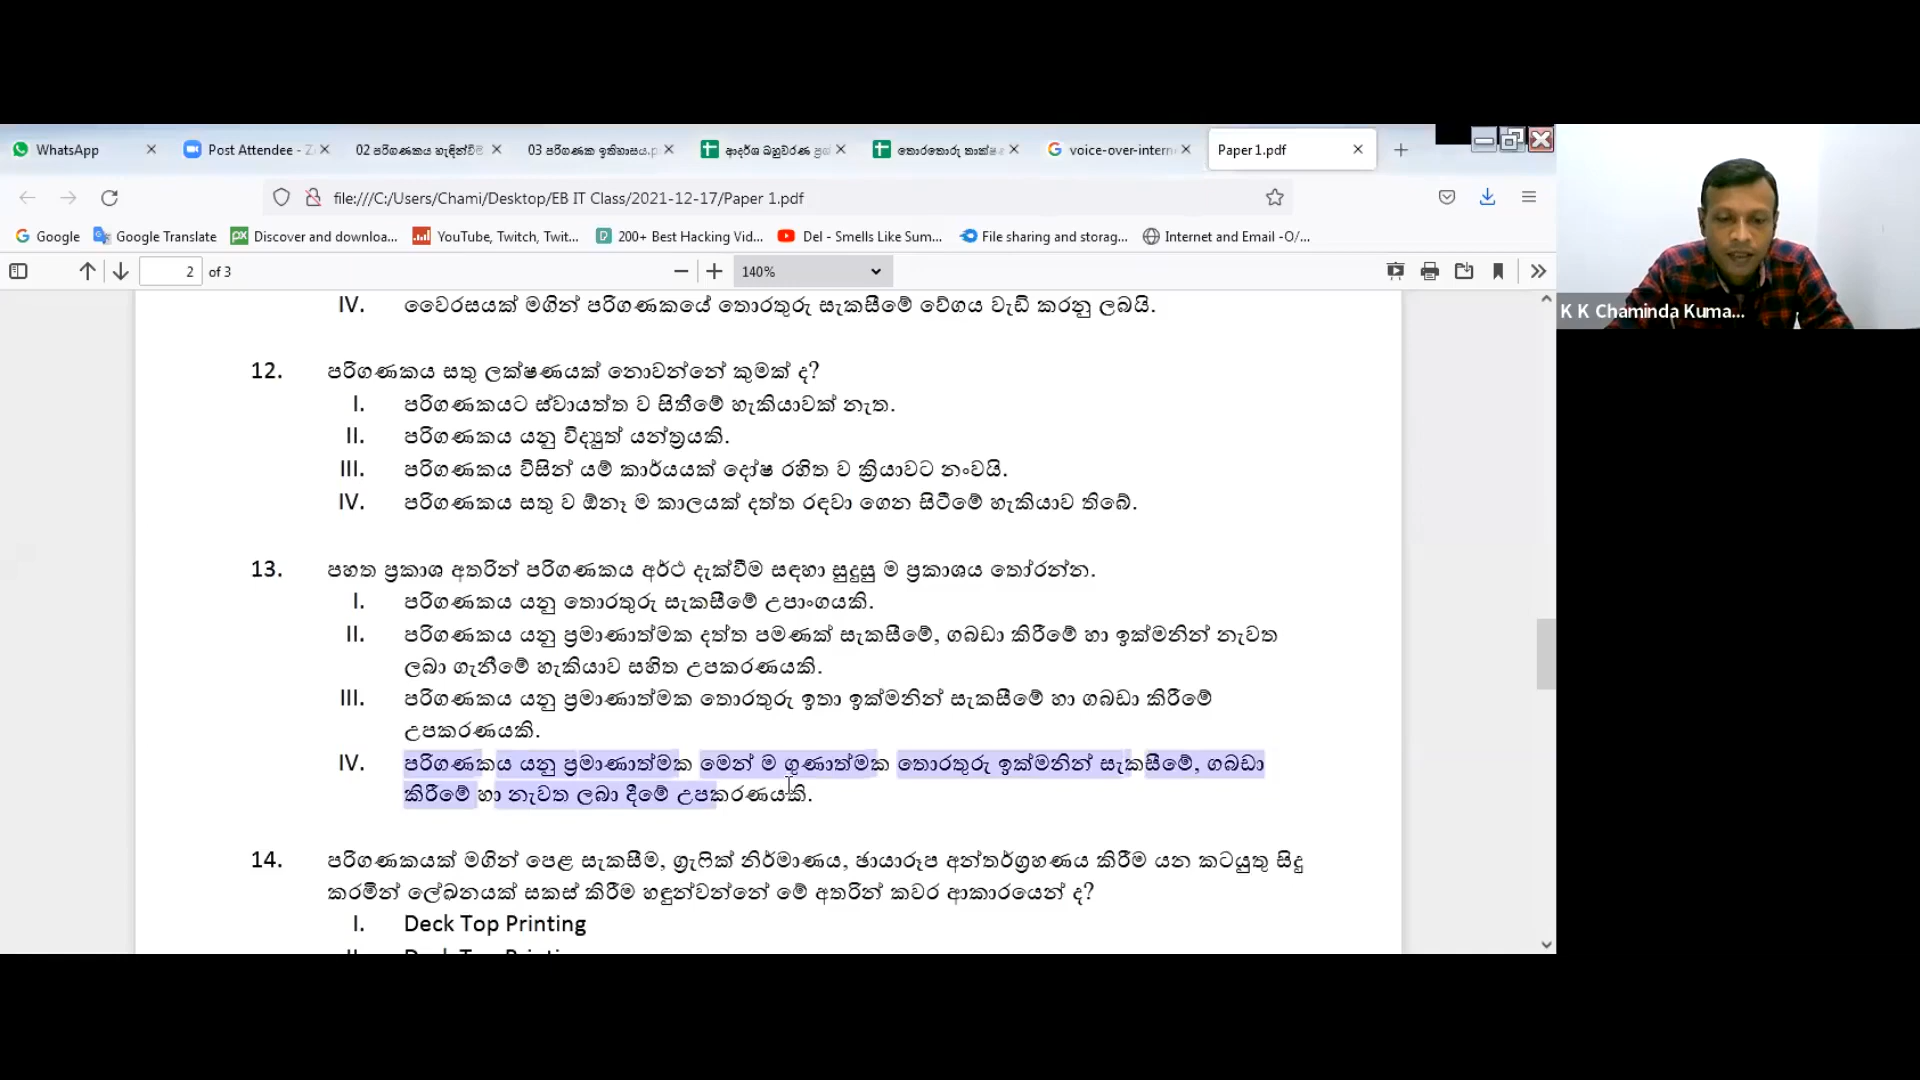 WhatsApp
Post Attendee - Z
02 පරිගණකය හැඳින්වීම
03 පරිගණක ඉතිහාසය.p
ආදර්ශ බහුවරණ ප්‍රශ්
තොරතොරු තාක්ෂණ
voice-over-intern
Paper 1.pdf
file:///C:/Users/Chami/Desktop/EB IT Class/2021-12-17/Paper 1.pdf
Google
Google Translate
Discover and downloa...
YouTube, Twitch, Twit...
200+ Best Hacking Vid...
Del - Smells Like Sum...
File sharing and storag...
Internet and Email -O/...
2 of 3
140%
K K Chaminda Kuma...
IV. වෛරසයක් මගින් පරිගණකයේ තොරතුරු සැකසීමේ වේගය වැඩි කරනු ලබයි.
12. පරිගණකය සතු ලක්ෂණයක් නොවන්නේ කුමක් ද?
I. පරිගණකයට ස්වායත්ත ව සිතීමේ හැකියාවක් නැත.
II. පරිගණකය යනු විද්‍යුත් යන්ත්‍රයකි.
III. පරිගණකය විසින් යම් කාර්යයක් දෝෂ රහිත ව ක්‍රියාවට නංවයි.
IV. පරිගණකය සතු ව ඕනෑ ම කාලයක් දත්ත රඳවා ගෙන සිටීමේ හැකියාව තිබේ.
13. පහත ප්‍රකාශ අතරින් පරිගණකය අර්ථ දැක්වීම සඳහා සුදුසු ම ප්‍රකාශය තෝරන්න.
I. පරිගණකය යනු තොරතුරු සැකසීමේ උපාංගයකි.
II. පරිගණකය යනු ප්‍රමාණාත්මක දත්ත පමණක් සැකසීමේ, ගබඩා කිරීමේ හා ඉක්මනින් නැවත
ලබා ගැනීමේ හැකියාව සහිත උපකරණයකි.
III. පරිගණකය යනු ප්‍රමාණාත්මක තොරතුරු ඉතා ඉක්මනින් සැකසීමේ හා ගබඩා කිරීමේ
උපකරණයකි.
IV. පරිගණකය යනු ප්‍රමාණාත්මක මෙන් ම ගුණාත්මක තොරතුරු ඉක්මනින් සැකසීමේ, ගබඩා
කිරීමේ හා නැවත ලබා දීමේ උපකරණයකි.
14. පරිගණකයක් මගින් පෙළ සැකසීම, ග්‍රැෆික් නිර්මාණය, ඡායාරූප අන්තර්ග්‍රහණය කිරීම යන කටයුතු සිදු
කරමින් ලේඛනයක් සකස් කිරීම හඳුන්වන්නේ මේ අතරින් කවර ආකාරයෙන් ද?
I. Deck Top Printing